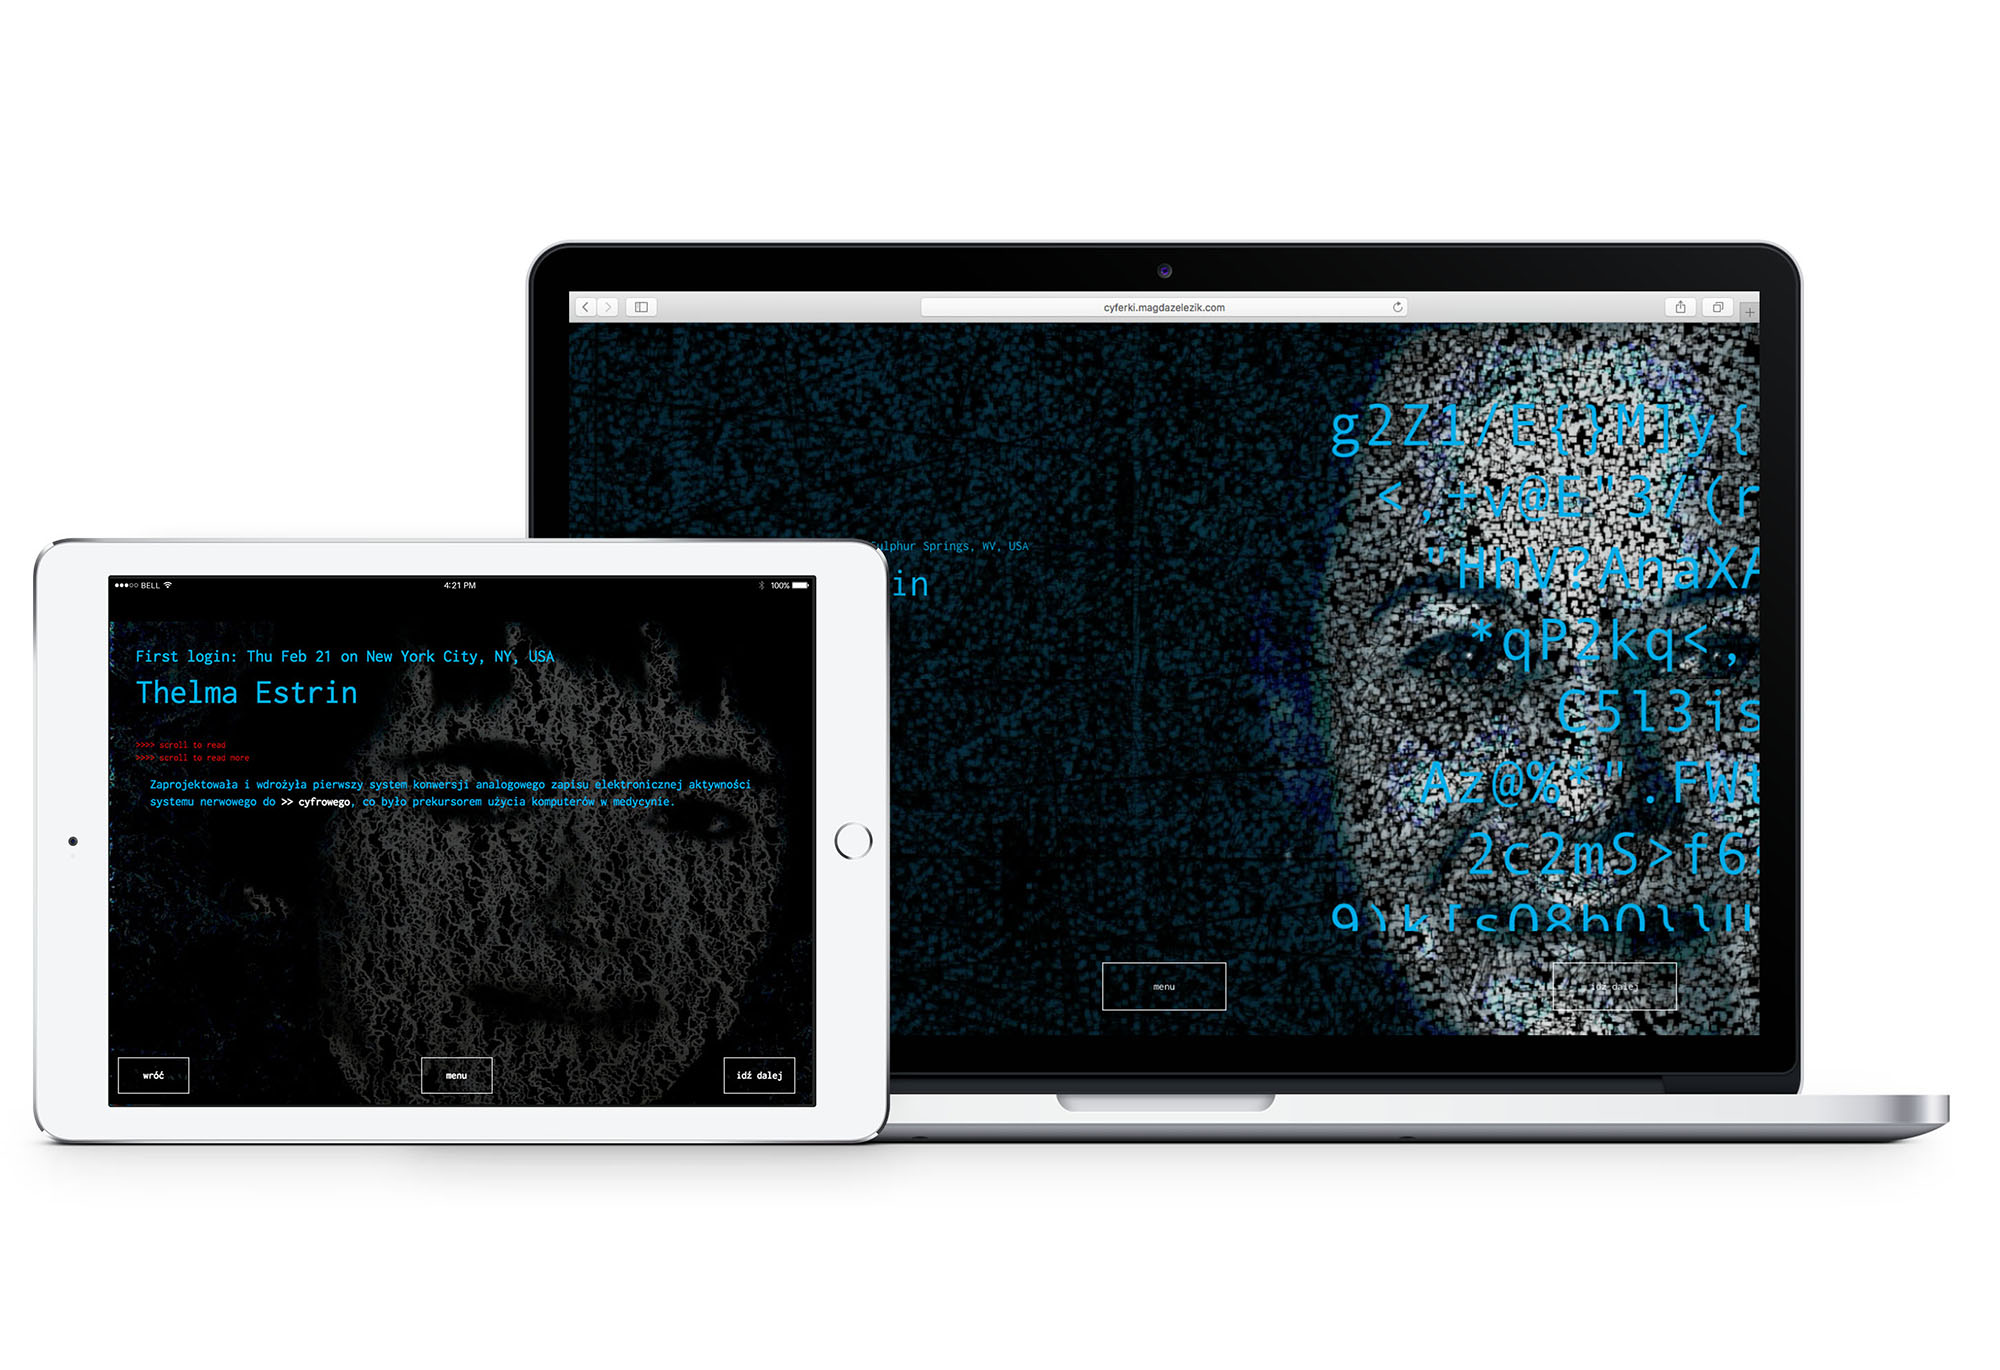 cyferki.magdazelezik.com
Sulphur Springs, WV, USA
in
g2Z1/E{}M]y{
<,+v@E"3/(r
"HhV?AnaXA
*qP2kq<,
C5l3is
Az@%*".FWt
2c2mS>f6
menu
idź dalej
BELL
4:21 PM
100%
First login: Thu Feb 21 on New York City, NY, USA
Thelma Estrin
>>>> scroll to read
>>>> scroll to read more
Zaprojektowała i wdrożyła pierwszy system konwersji analogowego zapisu elektronicznej aktywności
systemu nerwowego do >> cyfrowego, co było prekursorem użycia komputerów w medycynie.
wróć
menu
idź dalej